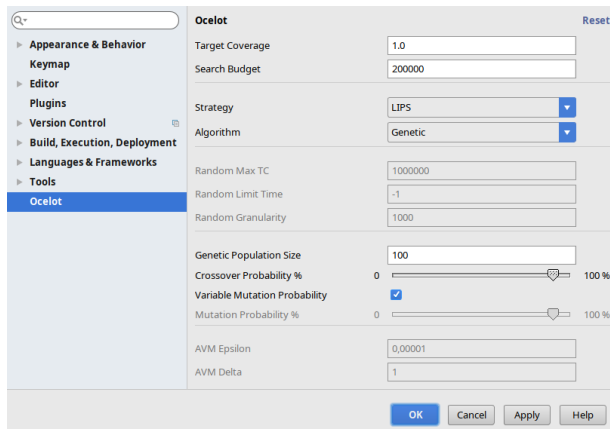 Ocelot
Reset
Appearance & Behavior
Keymap
Editor
Plugins
Version Control
Build, Execution, Deployment
Languages & Frameworks
Tools
Ocelot
Target Coverage 1.0
Search Budget 200000
Strategy LIPS
Algorithm Genetic
Random Max TC 1000000
Random Limit Time -1
Random Granularity 1000
Genetic Population Size 100
Crossover Probability % 0 100 %
Variable Mutation Probability
Mutation Probability % 0 100 %
AVM Epsilon 0,00001
AVM Delta 1
OK Cancel Apply Help